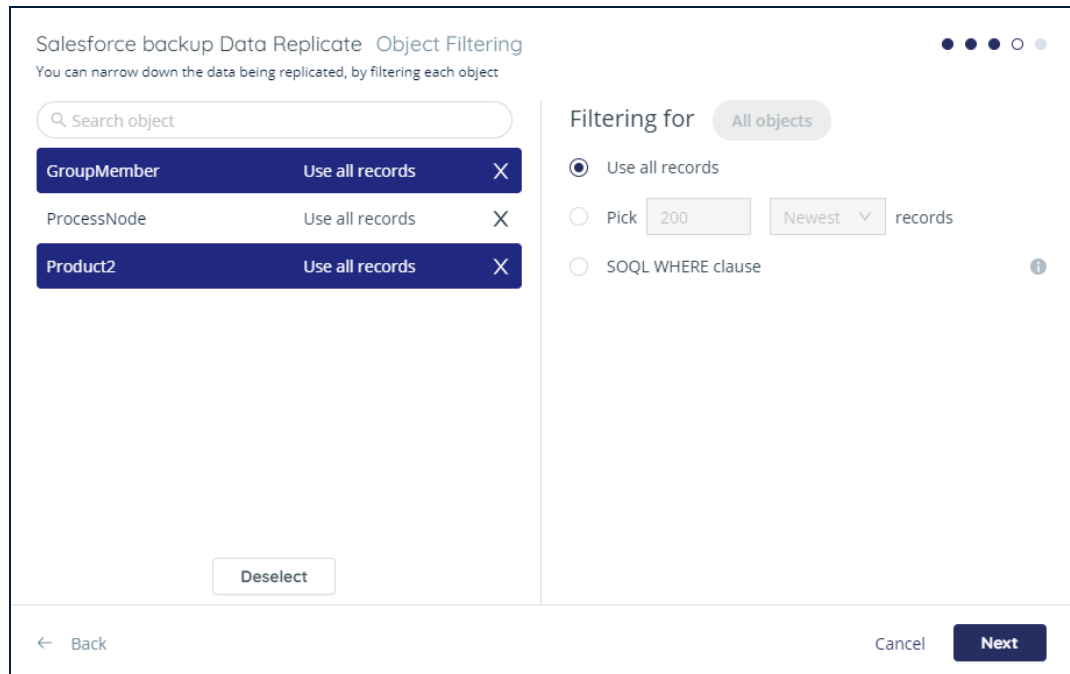 Salesforce backup Data Replicate Object Filtering
You can narrow down the data being replicated, by filtering each object
Search object
GroupMember Use all records X
ProcessNode Use all records X
Product2 Use all records X
Deselect
Filtering for All objects
Use all records
Pick 200 Newest records
SOQL WHERE clause
Back
Cancel Next